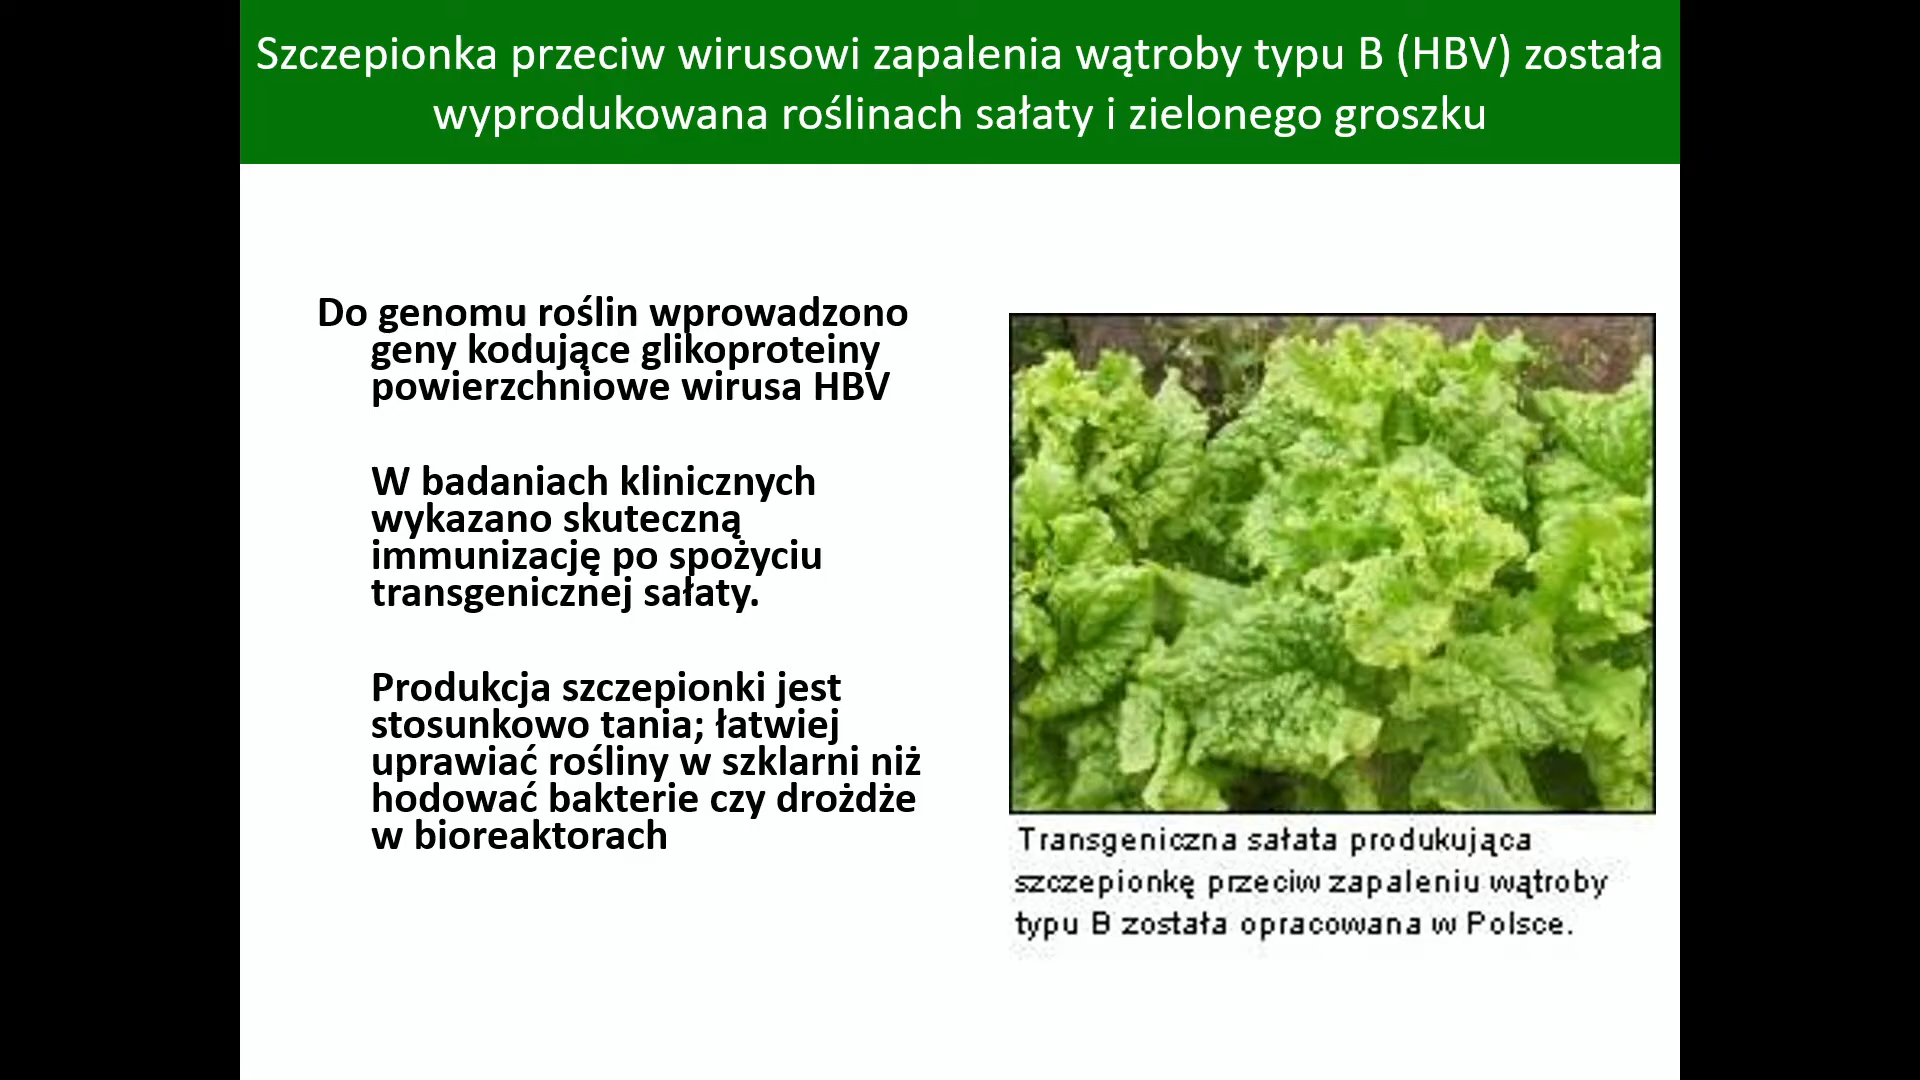 Szczepionka przeciw wirusowi zapalenia wątroby typu B (HBV) została
wyprodukowana roślinach sałaty i zielonego groszku
Do genomu roślin wprowadzono
geny kodujące glikoproteiny
powierzchniowe wirusa HBV
W badaniach klinicznych
wykazano skuteczną
immunizację po spożyciu
transgenicznej sałaty.
Produkcja szczepionki jest
stosunkowo tania; łatwiej
uprawiać rośliny w szklarni niż
hodować bakterie czy drożdże
w bioreaktorach
Transgeniczna sałata produkująca
szczepionkę przeciw zapaleniu wątroby
typu B została opracowana w Polsce.